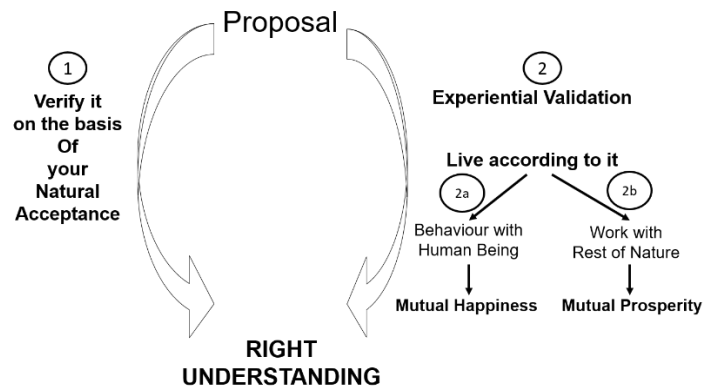 Proposal
1
Verify it
on the basis
Of
your
Natural
Acceptance
2
Experiential Validation
Live according to it
2a
2b
Behaviour with
Human Being
Work with
Rest of Nature
Mutual Happiness
Mutual Prosperity
RIGHT
UNDERSTANDING